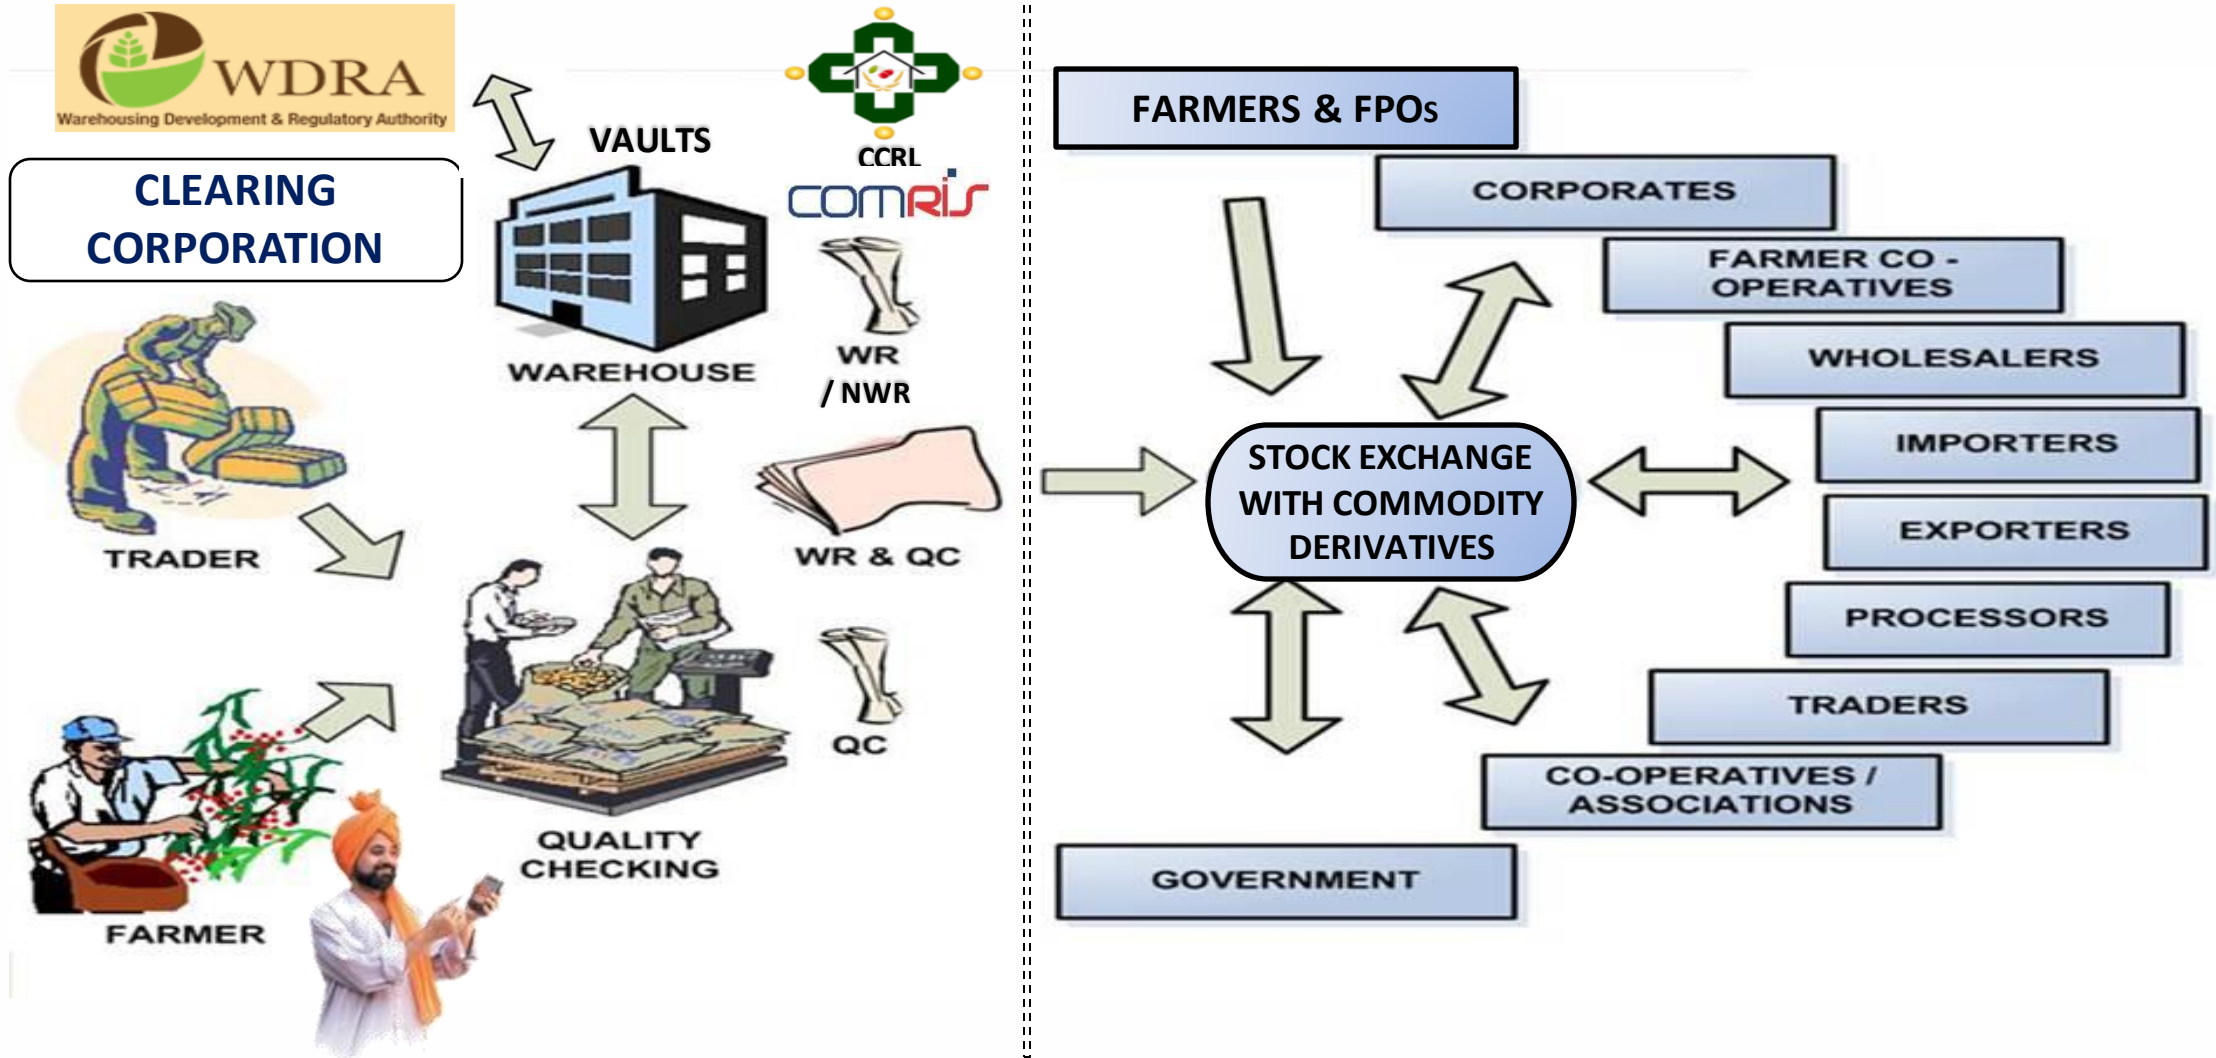 WDRA
Warehousing Development & Regulatory Authority
CLEARING
CORPORATION
VAULTS
WAREHOUSE
CCRL
COMRIS
WR
/ NWR
TRADER
WR & QC
QC
QUALITY
CHECKING
FARMER
FARMERS & FPOs
CORPORATES
FARMER CO -
OPERATIVES
WHOLESALERS
IMPORTERS
STOCK EXCHANGE
WITH COMMODITY
DERIVATIVES
EXPORTERS
PROCESSORS
TRADERS
CO-OPERATIVES /
ASSOCIATIONS
GOVERNMENT